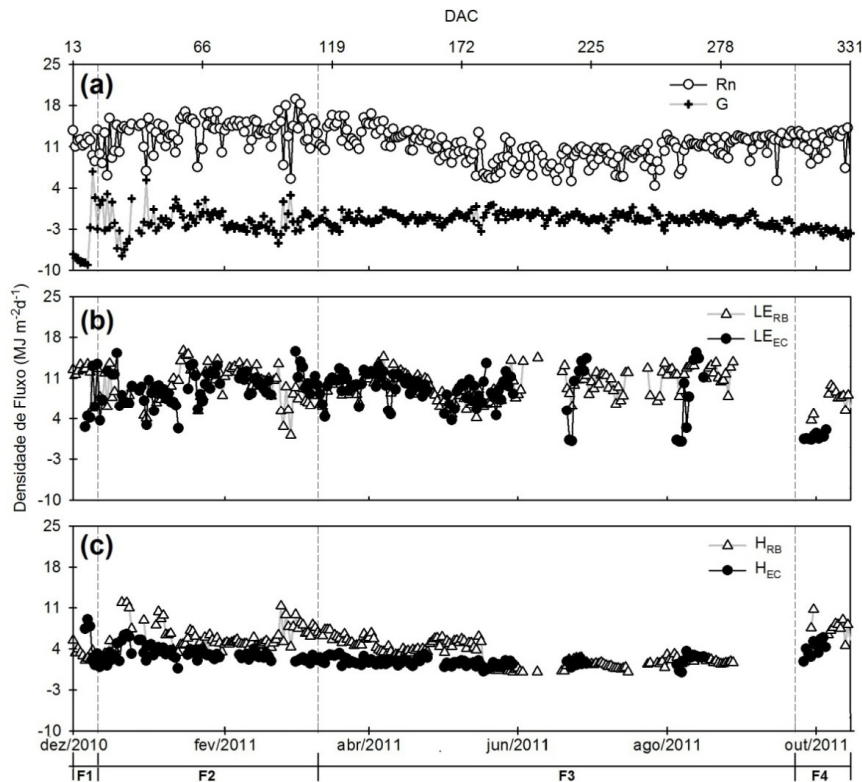 DAC
13 66 119 172 225 278 331
25
18
11
4
-3
-10
(a)
Rn
G
25
18
11
4
-3
-10
(b)
LE_RB
LE_EC
Densidade de Fluxo (MJ m⁻²d⁻¹)
25
18
11
4
-3
-10
(c)
H_RB
H_EC
dez/2010 fev/2011 abr/2011 jun/2011 ago/2011 out/2011
F1 F2 F3 F4